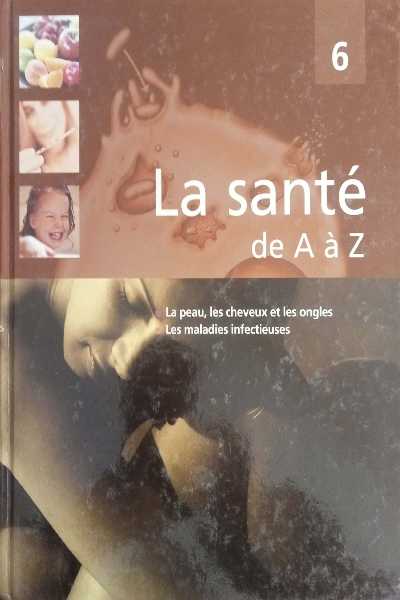 6
La santé
de A à Z
La peau, les cheveux et les ongles
Les maladies infectieuses